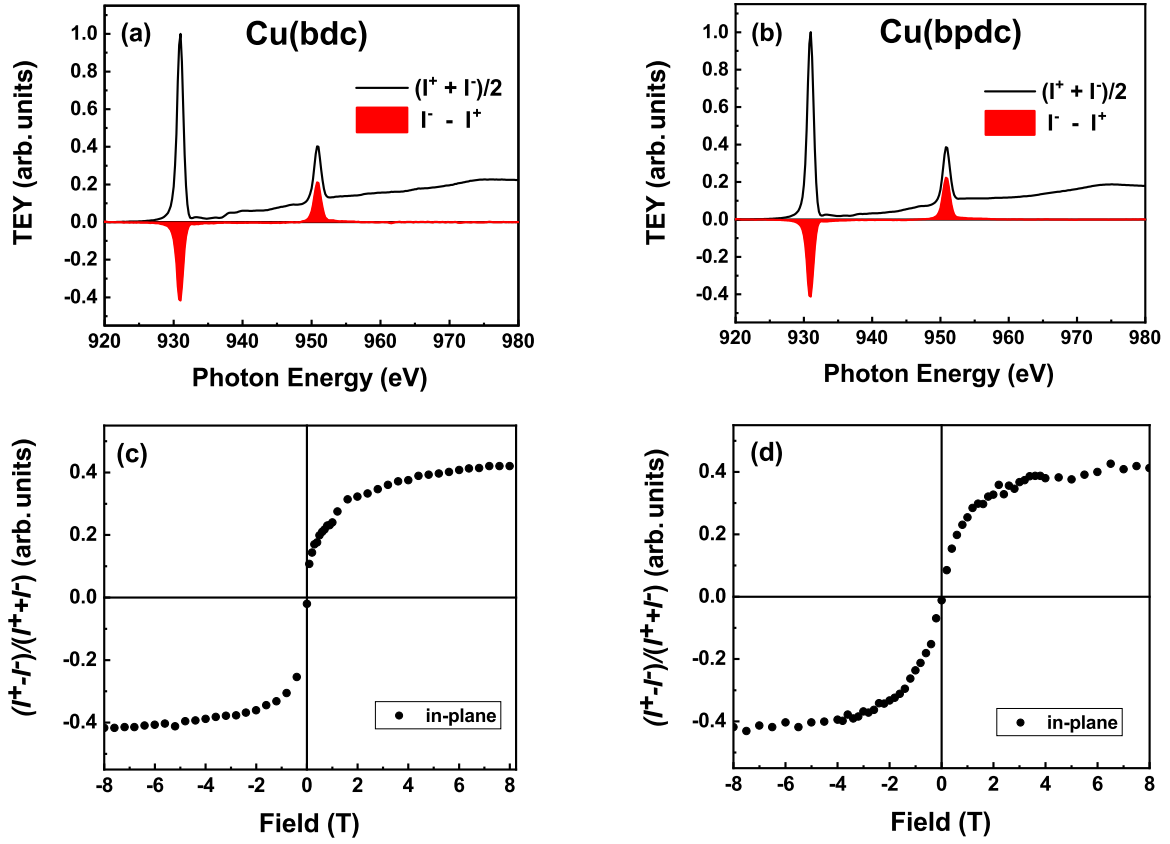 (a)
Cu(bdc)
(I⁺ + I⁻)/2
I⁻ - I⁺
TEY (arb. units)
1.0
0.8
0.6
0.4
0.2
0.0
-0.2
-0.4
920 930 940 950 960 970 980
Photon Energy (eV)
(b)
Cu(bpdc)
(I⁺ + I⁻)/2
I⁻ - I⁺
TEY (arb. units)
1.0
0.8
0.6
0.4
0.2
0.0
-0.2
-0.4
920 930 940 950 960 970 980
Photon Energy (eV)
(c)
(I⁺-I⁻)/(I⁺+I⁻) (arb. units)
0.4
0.2
0.0
-0.2
-0.4
in-plane
-8 -6 -4 -2 0 2 4 6 8
Field (T)
(d)
(I⁺-I⁻)/(I⁺+I⁻) (arb. units)
0.4
0.2
0.0
-0.2
-0.4
in-plane
-8 -6 -4 -2 0 2 4 6 8
Field (T)